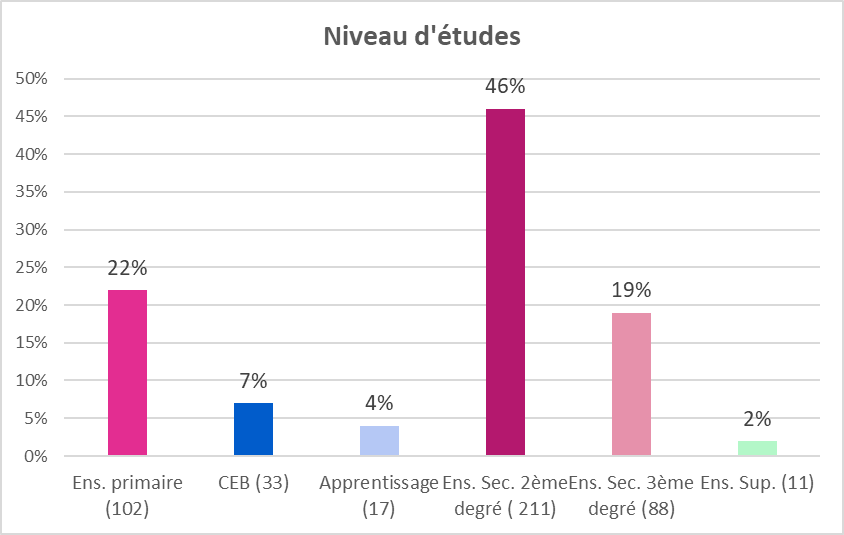 Niveau d'études
50%
45%
40%
35%
30%
25%
20%
15%
10%
5%
0%
22%
7%
4%
46%
19%
2%
Ens. primaire
(102)
CEB (33)
Apprentissage
(17)
Ens. Sec. 2ème
degré ( 211)
Ens. Sec. 3ème
degré (88)
Ens. Sup. (11)